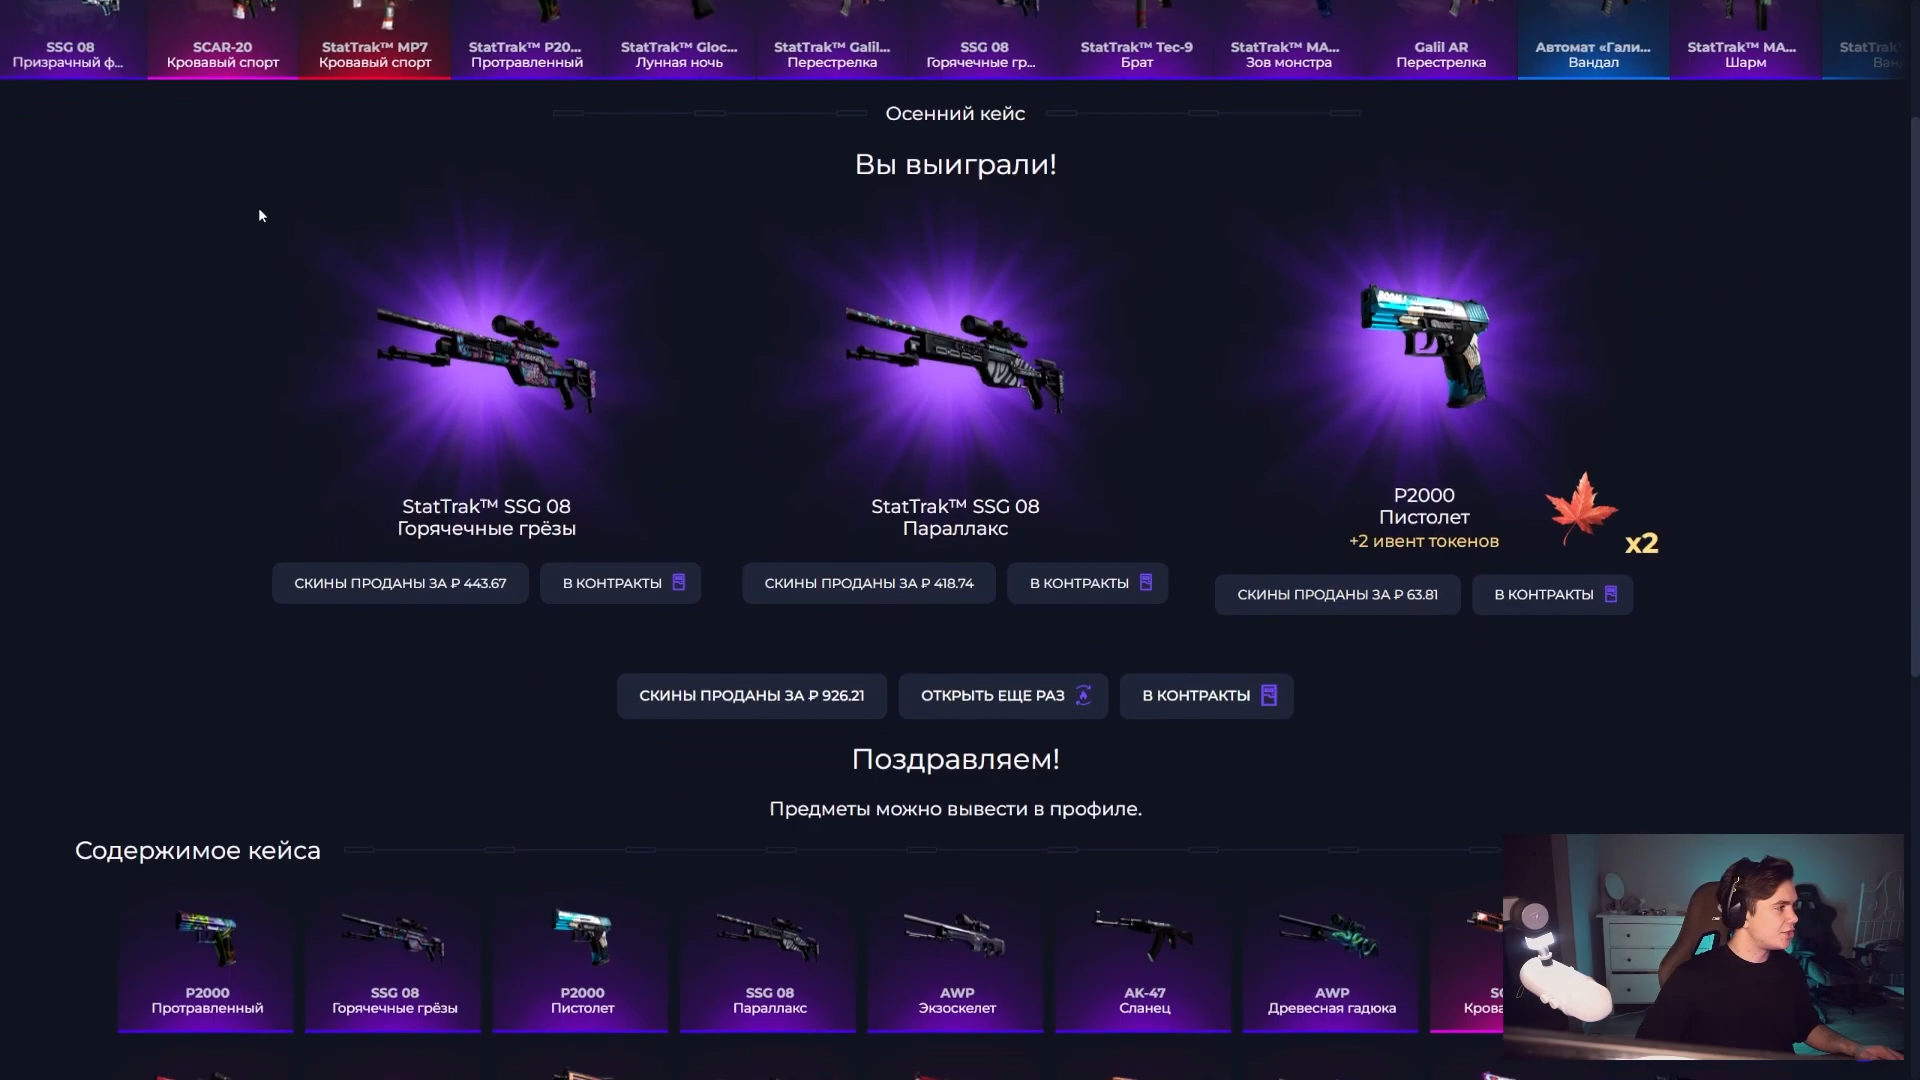 SSG 08
Призрачный ф...
SCAR-20
Кровавый спорт
StatTrak™ MP7
Кровавый спорт
StatTrak™ P20...
Протравленный
StatTrak™ Gloc...
Лунная ночь
StatTrak™ Galil...
Перестрелка
SSG 08
Горячечные гр...
StatTrak™ Tec-9
Брат
StatTrak™ MA...
Зов монстра
Galil AR
Перестрелка
Автомат «Гали...
Вандал
StatTrak™ MA...
Шарм
StatTrak
Ванд
Осенний кейс
Вы выиграли!
StatTrak™ SSG 08
Горячечные грёзы
СКИНЫ ПРОДАНЫ ЗА ₽ 443.67
В КОНТРАКТЫ
StatTrak™ SSG 08
Параллакс
СКИНЫ ПРОДАНЫ ЗА ₽ 418.74
В КОНТРАКТЫ
P2000
Пистолет
+2 ивент токенов
x2
СКИНЫ ПРОДАНЫ ЗА ₽ 63.81
В КОНТРАКТЫ
СКИНЫ ПРОДАНЫ ЗА ₽ 926.21
ОТКРЫТЬ ЕЩЕ РАЗ
В КОНТРАКТЫ
Поздравляем!
Предметы можно вывести в профиле.
Содержимое кейса
P2000
Протравленный
SSG 08
Горячечные грёзы
P2000
Пистолет
SSG 08
Параллакс
AWP
Экзоскелет
AK-47
Сланец
AWP
Древесная гадюка
SC
Крова